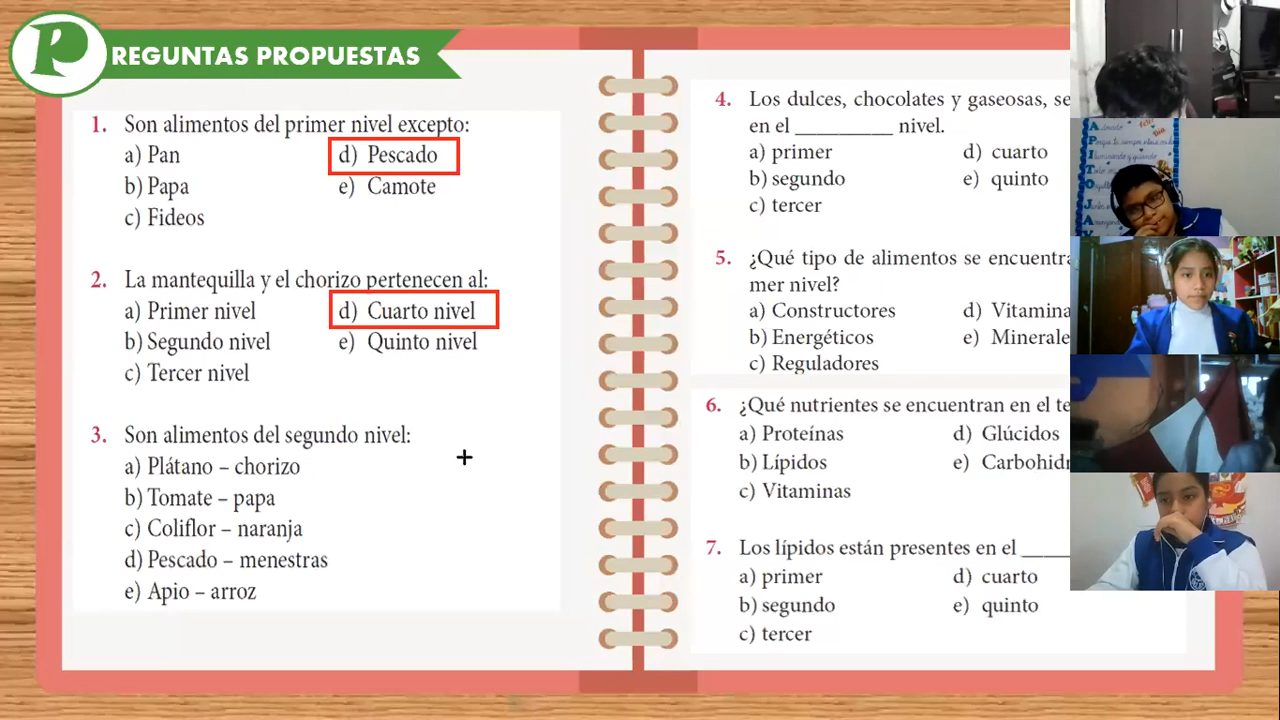 PREGUNTAS PROPUESTAS
1. Son alimentos del primer nivel excepto:
a) Pan
d) Pescado
b) Papa
e) Camote
c) Fideos
2. La mantequilla y el chorizo pertenecen al:
a) Primer nivel
d) Cuarto nivel
b) Segundo nivel
e) Quinto nivel
c) Tercer nivel
3. Son alimentos del segundo nivel:
a) Plátano – chorizo
b) Tomate – papa
c) Coliflor – naranja
d) Pescado – menestras
e) Apio – arroz
4. Los dulces, chocolates y gaseosas, se
en el __________ nivel.
a) primer
d) cuarto
b) segundo
e) quinto
c) tercer
5. ¿Qué tipo de alimentos se encuentra
mer nivel?
a) Constructores
d) Vitamina
b) Energéticos
e) Minerale
c) Reguladores
6. ¿Qué nutrientes se encuentran en el te
a) Proteínas
d) Glúcidos
b) Lípidos
e) Carbohid
c) Vitaminas
7. Los lípidos están presentes en el _____
a) primer
d) cuarto
b) segundo
e) quinto
c) tercer